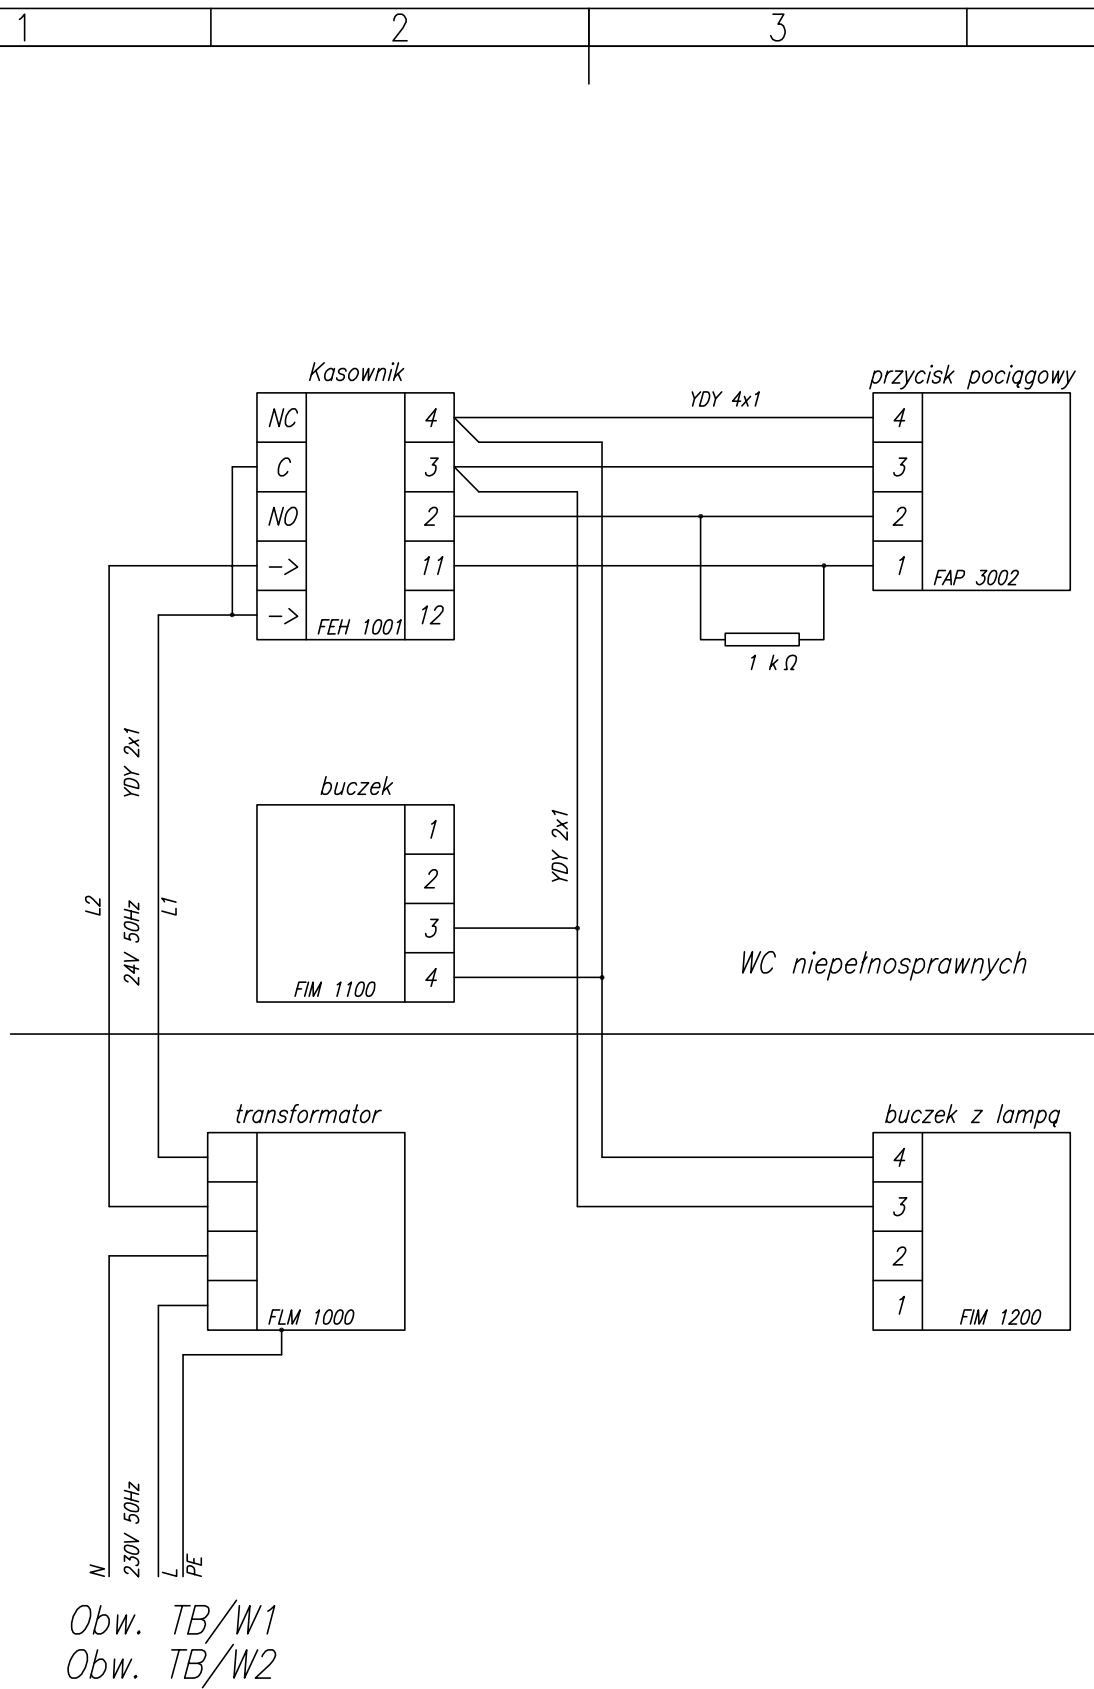 1 2 3
Kasownik
NC
C
NO
->
->
4
3
2
11
12
FEH 1001
YDY 4x1
przycisk pociągowy
4
3
2
1
FAP 3002
1 k Ω
YDY 2x1
L2
24V 50Hz
L1
buczek
1
2
3
4
FIM 1100
YDY 2x1
WC niepełnosprawnych
transformator
FLM 1000
buczek z lampą
4
3
2
1
FIM 1200
N
230V 50Hz
L
PE
Obw. TB/W1
Obw. TB/W2